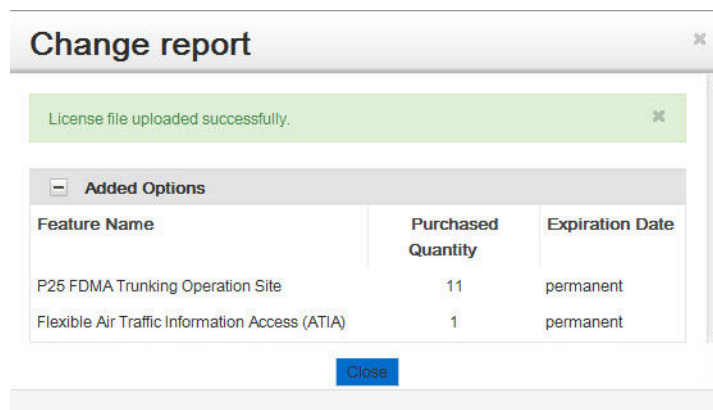 Change report
License file uploaded successfully.
Added Options
Feature Name Purchased Quantity Expiration Date
P25 FDMA Trunking Operation Site 11 permanent
Flexible Air Traffic Information Access (ATIA) 1 permanent
Close